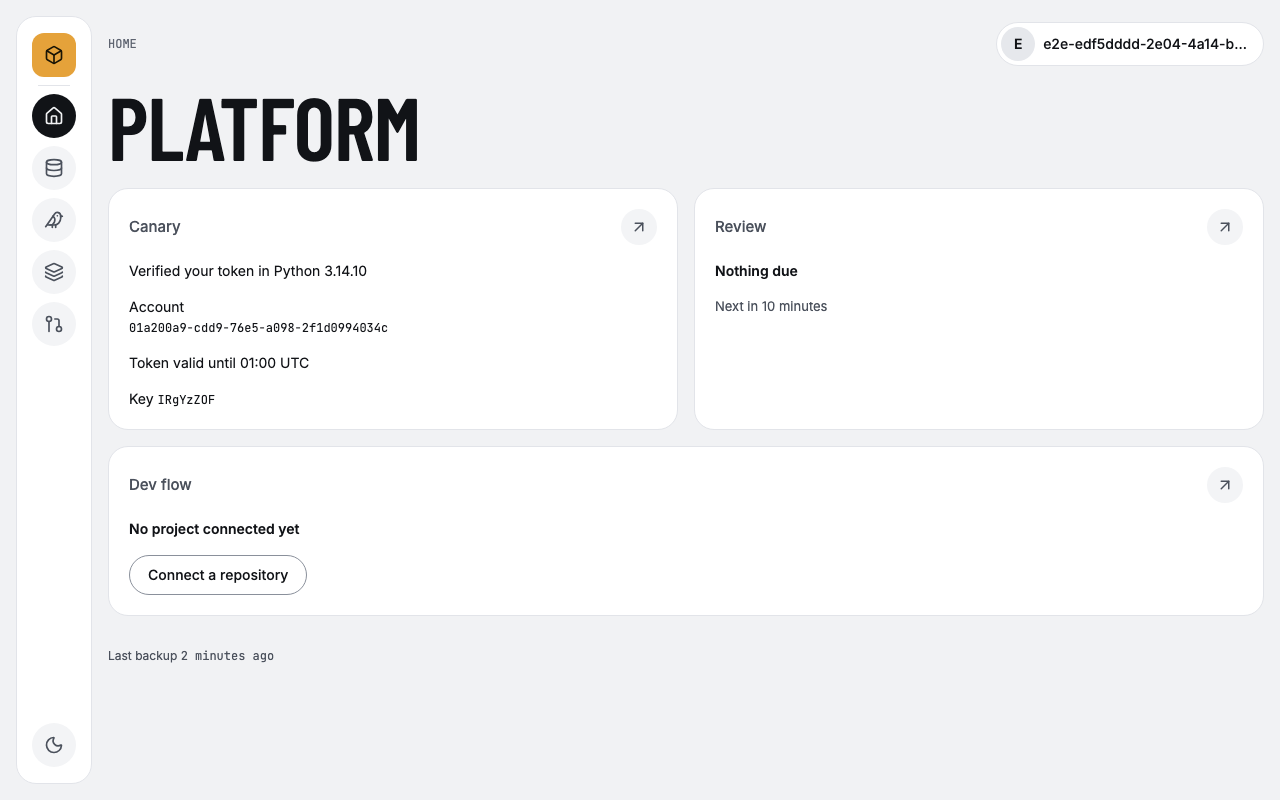 HOME
E
e2e-edf5dddd-2e04-4a14-b...
PLATFORM
Canary
Verified your token in Python 3.14.10
Account
01a200a9-cdd9-76e5-a098-2f1d0994034c
Token valid until 01:00 UTC
Key IRgYzZOF
Review
Nothing due
Next in 10 minutes
Dev flow
No project connected yet
Connect a repository
Last backup 2 minutes ago